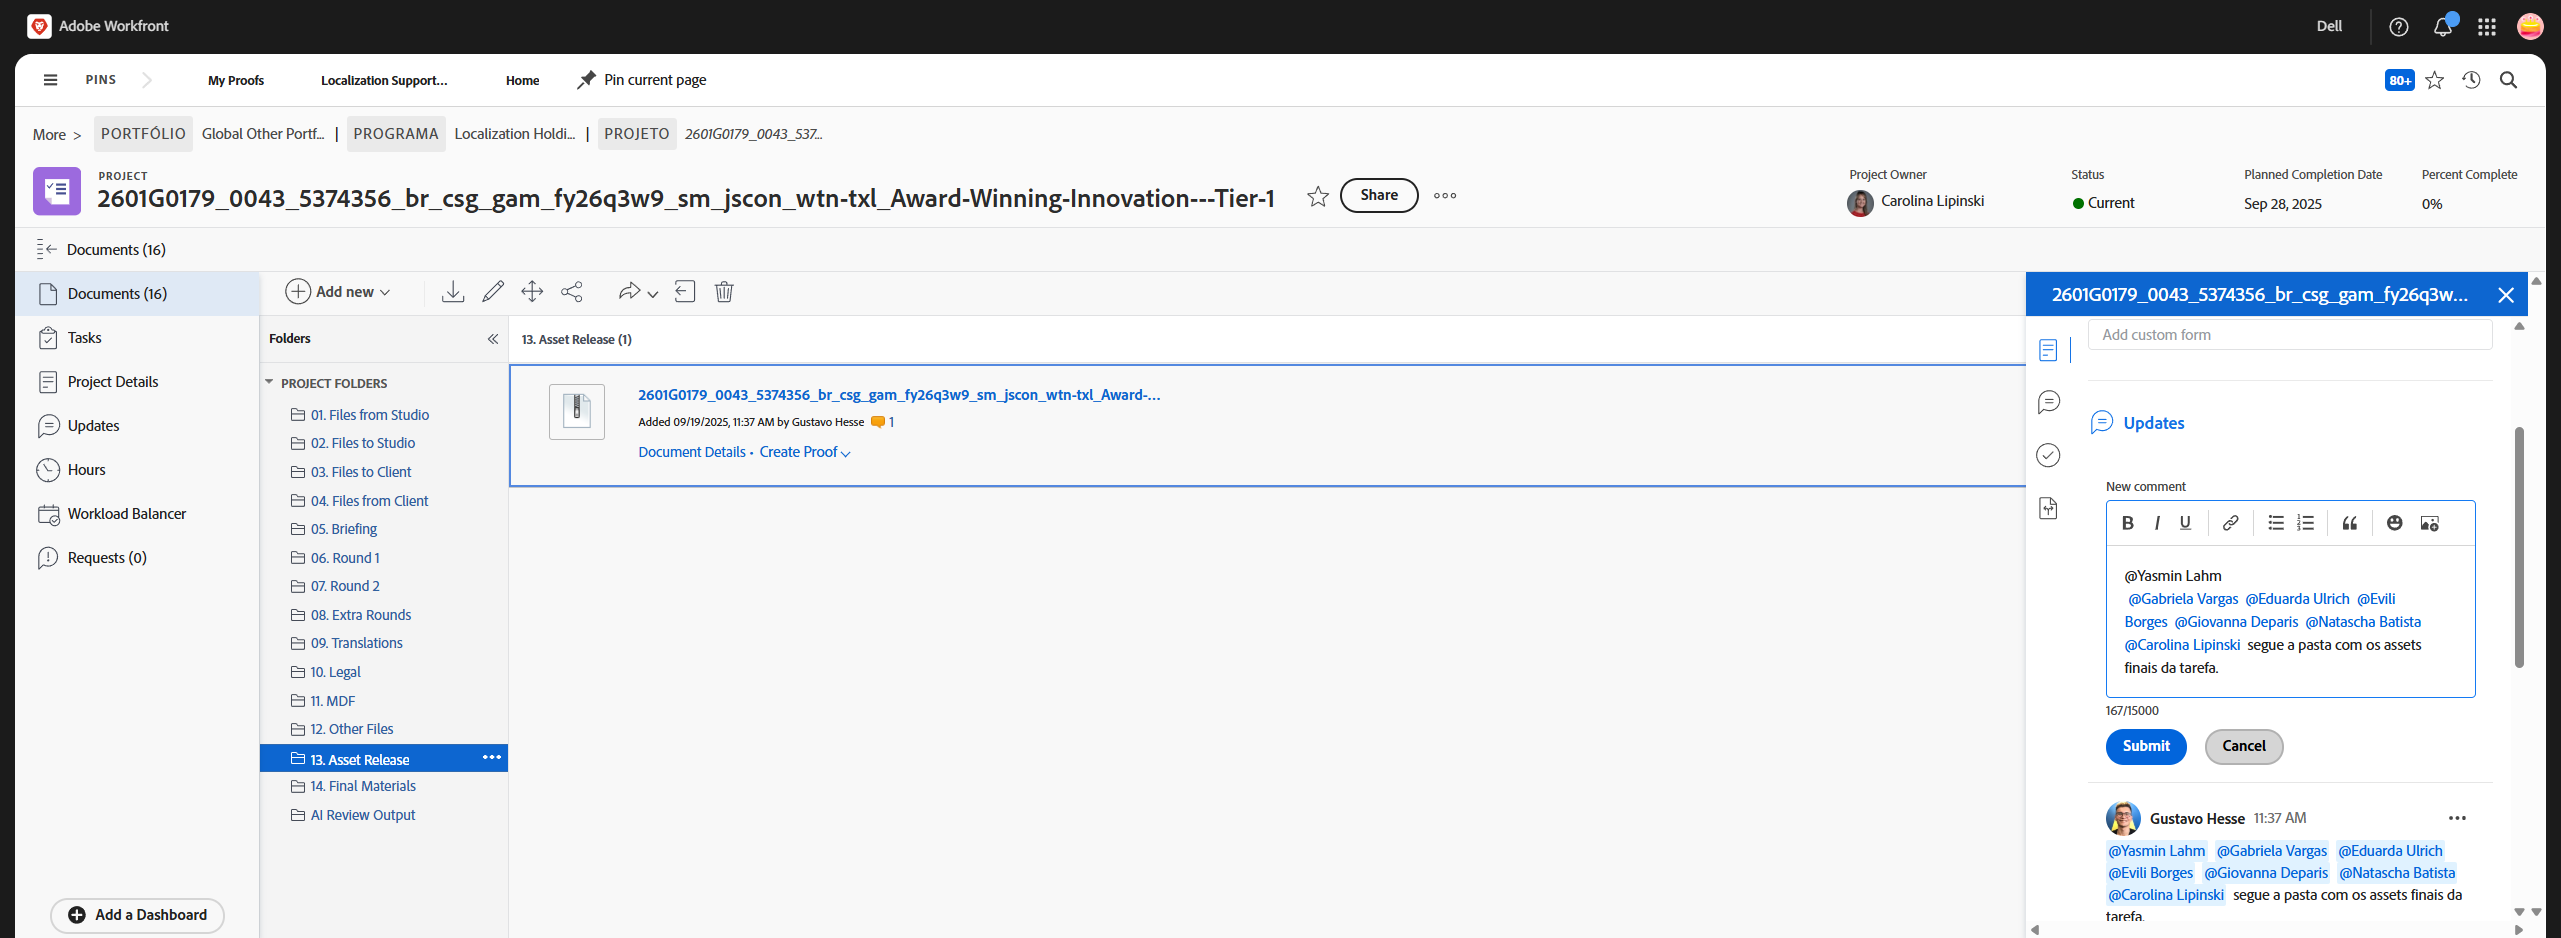 Adobe Workfront
Dell
PINS
My Proofs
Localization Support...
Home
Pin current page
80+
More >
PORTFÓLIO
Global Other Portf...
|
PROGRAMA
Localization Holdi...
|
PROJETO
2601G0179_0043_537...
PROJECT
2601G0179_0043_5374356_br_csg_gam_fy26q3w9_sm_jscon_wtn-txl_Award-Winning-Innovation---Tier-1
Share
Project Owner
Carolina Lipinski
Status
Current
Planned Completion Date
Sep 28, 2025
Percent Complete
0%
Documents (16)
Documents (16)
Tasks
Project Details
Updates
Hours
Workload Balancer
Requests (0)
Add a Dashboard
Add new
Folders
PROJECT FOLDERS
01. Files from Studio
02. Files to Studio
03. Files to Client
04. Files from Client
05. Briefing
06. Round 1
07. Round 2
08. Extra Rounds
09. Translations
10. Legal
11. MDF
12. Other Files
13. Asset Release
14. Final Materials
AI Review Output
13. Asset Release (1)
2601G0179_0043_5374356_br_csg_gam_fy26q3w9_sm_jscon_wtn-txl_Award-...
Added 09/19/2025, 11:37 AM by Gustavo Hesse 1
Document Details • Create Proof
2601G0179_0043_5374356_br_csg_gam_fy26q3w...
Add custom form
Updates
New comment
B I U
@Yasmin Lahm
@Gabriela Vargas @Eduarda Ulrich @Evili
Borges @Giovanna Deparis @Natascha Batista
@Carolina Lipinski segue a pasta com os assets
finais da tarefa.
167/15000
Submit
Cancel
Gustavo Hesse 11:37 AM
@Yasmin Lahm @Gabriela Vargas @Eduarda Ulrich
@Evili Borges @Giovanna Deparis @Natascha Batista
@Carolina Lipinski segue a pasta com os assets finais da
tarefa.